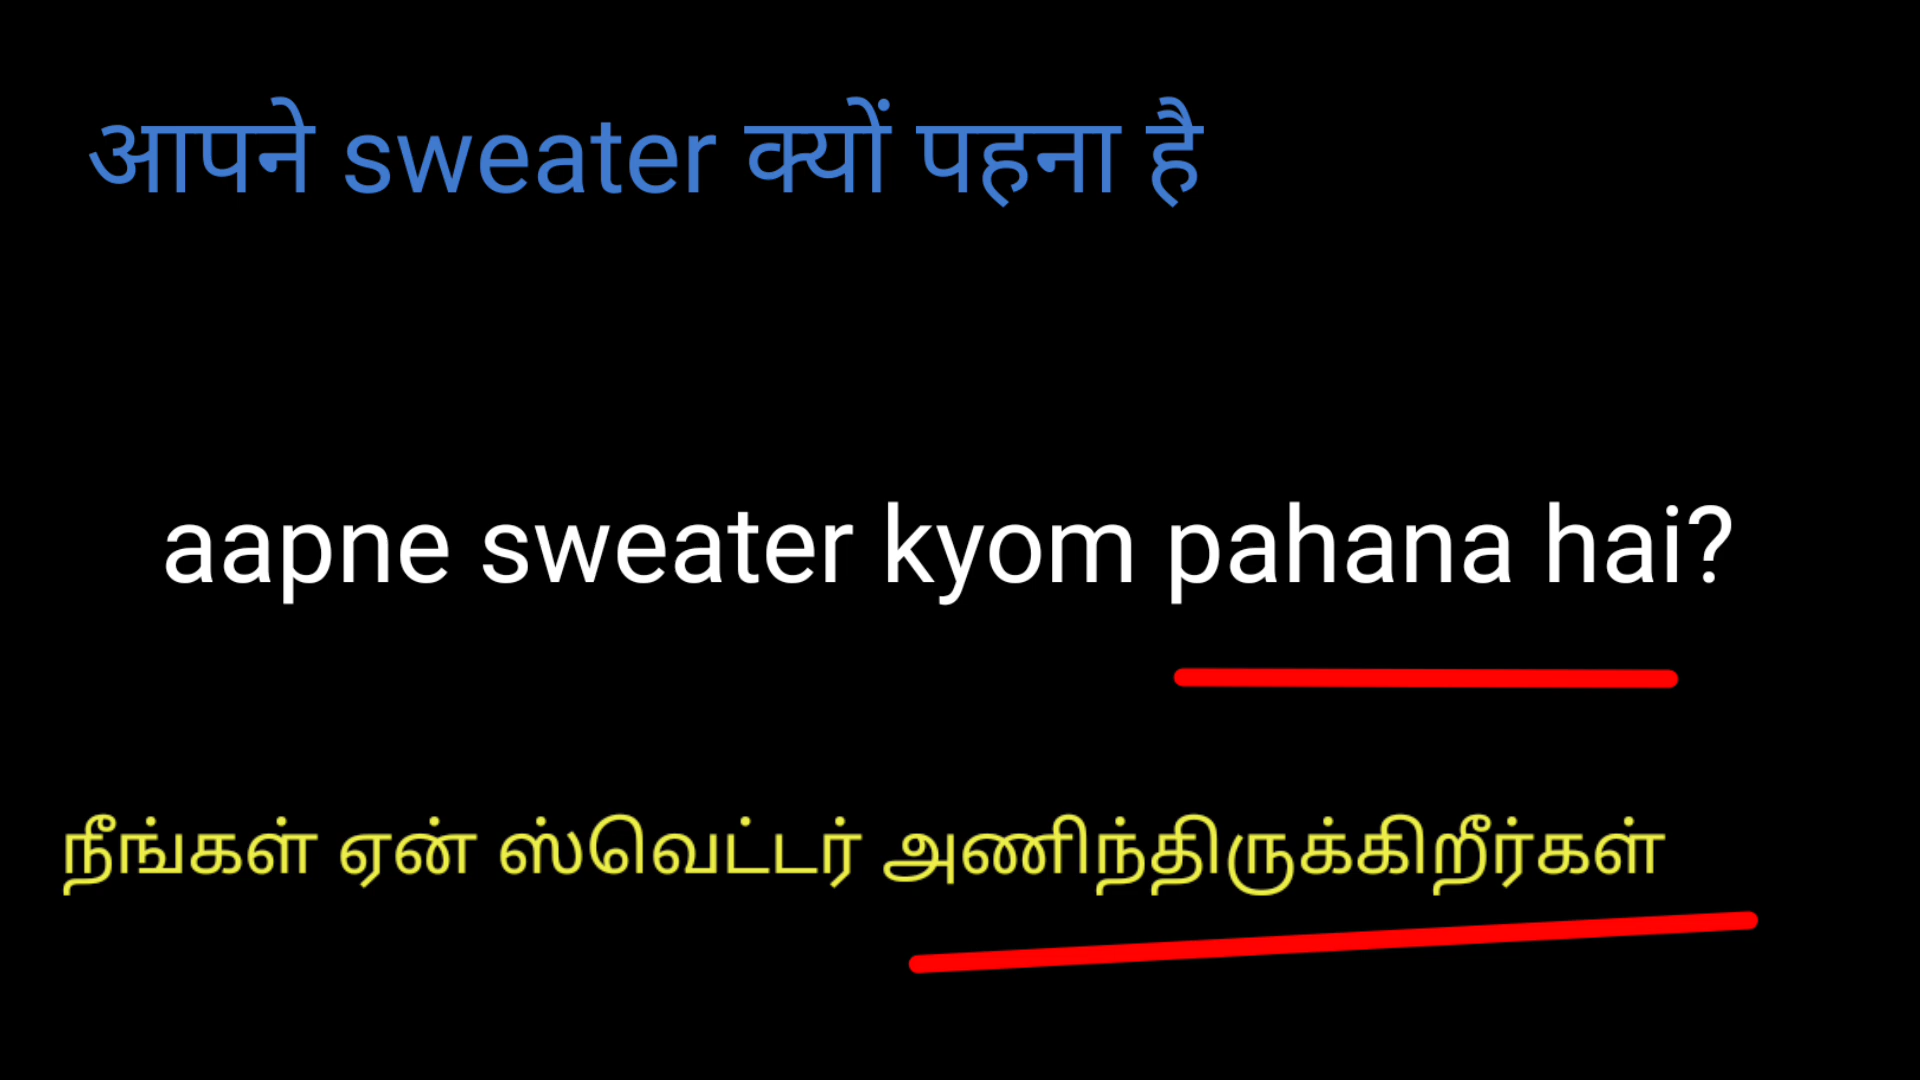 आपने sweater क्यों पहना है
aapne sweater kyom pahana hai?
நீங்கள் ஏன் ஸ்வெட்டர் அணிந்திருக்கிறீர்கள்